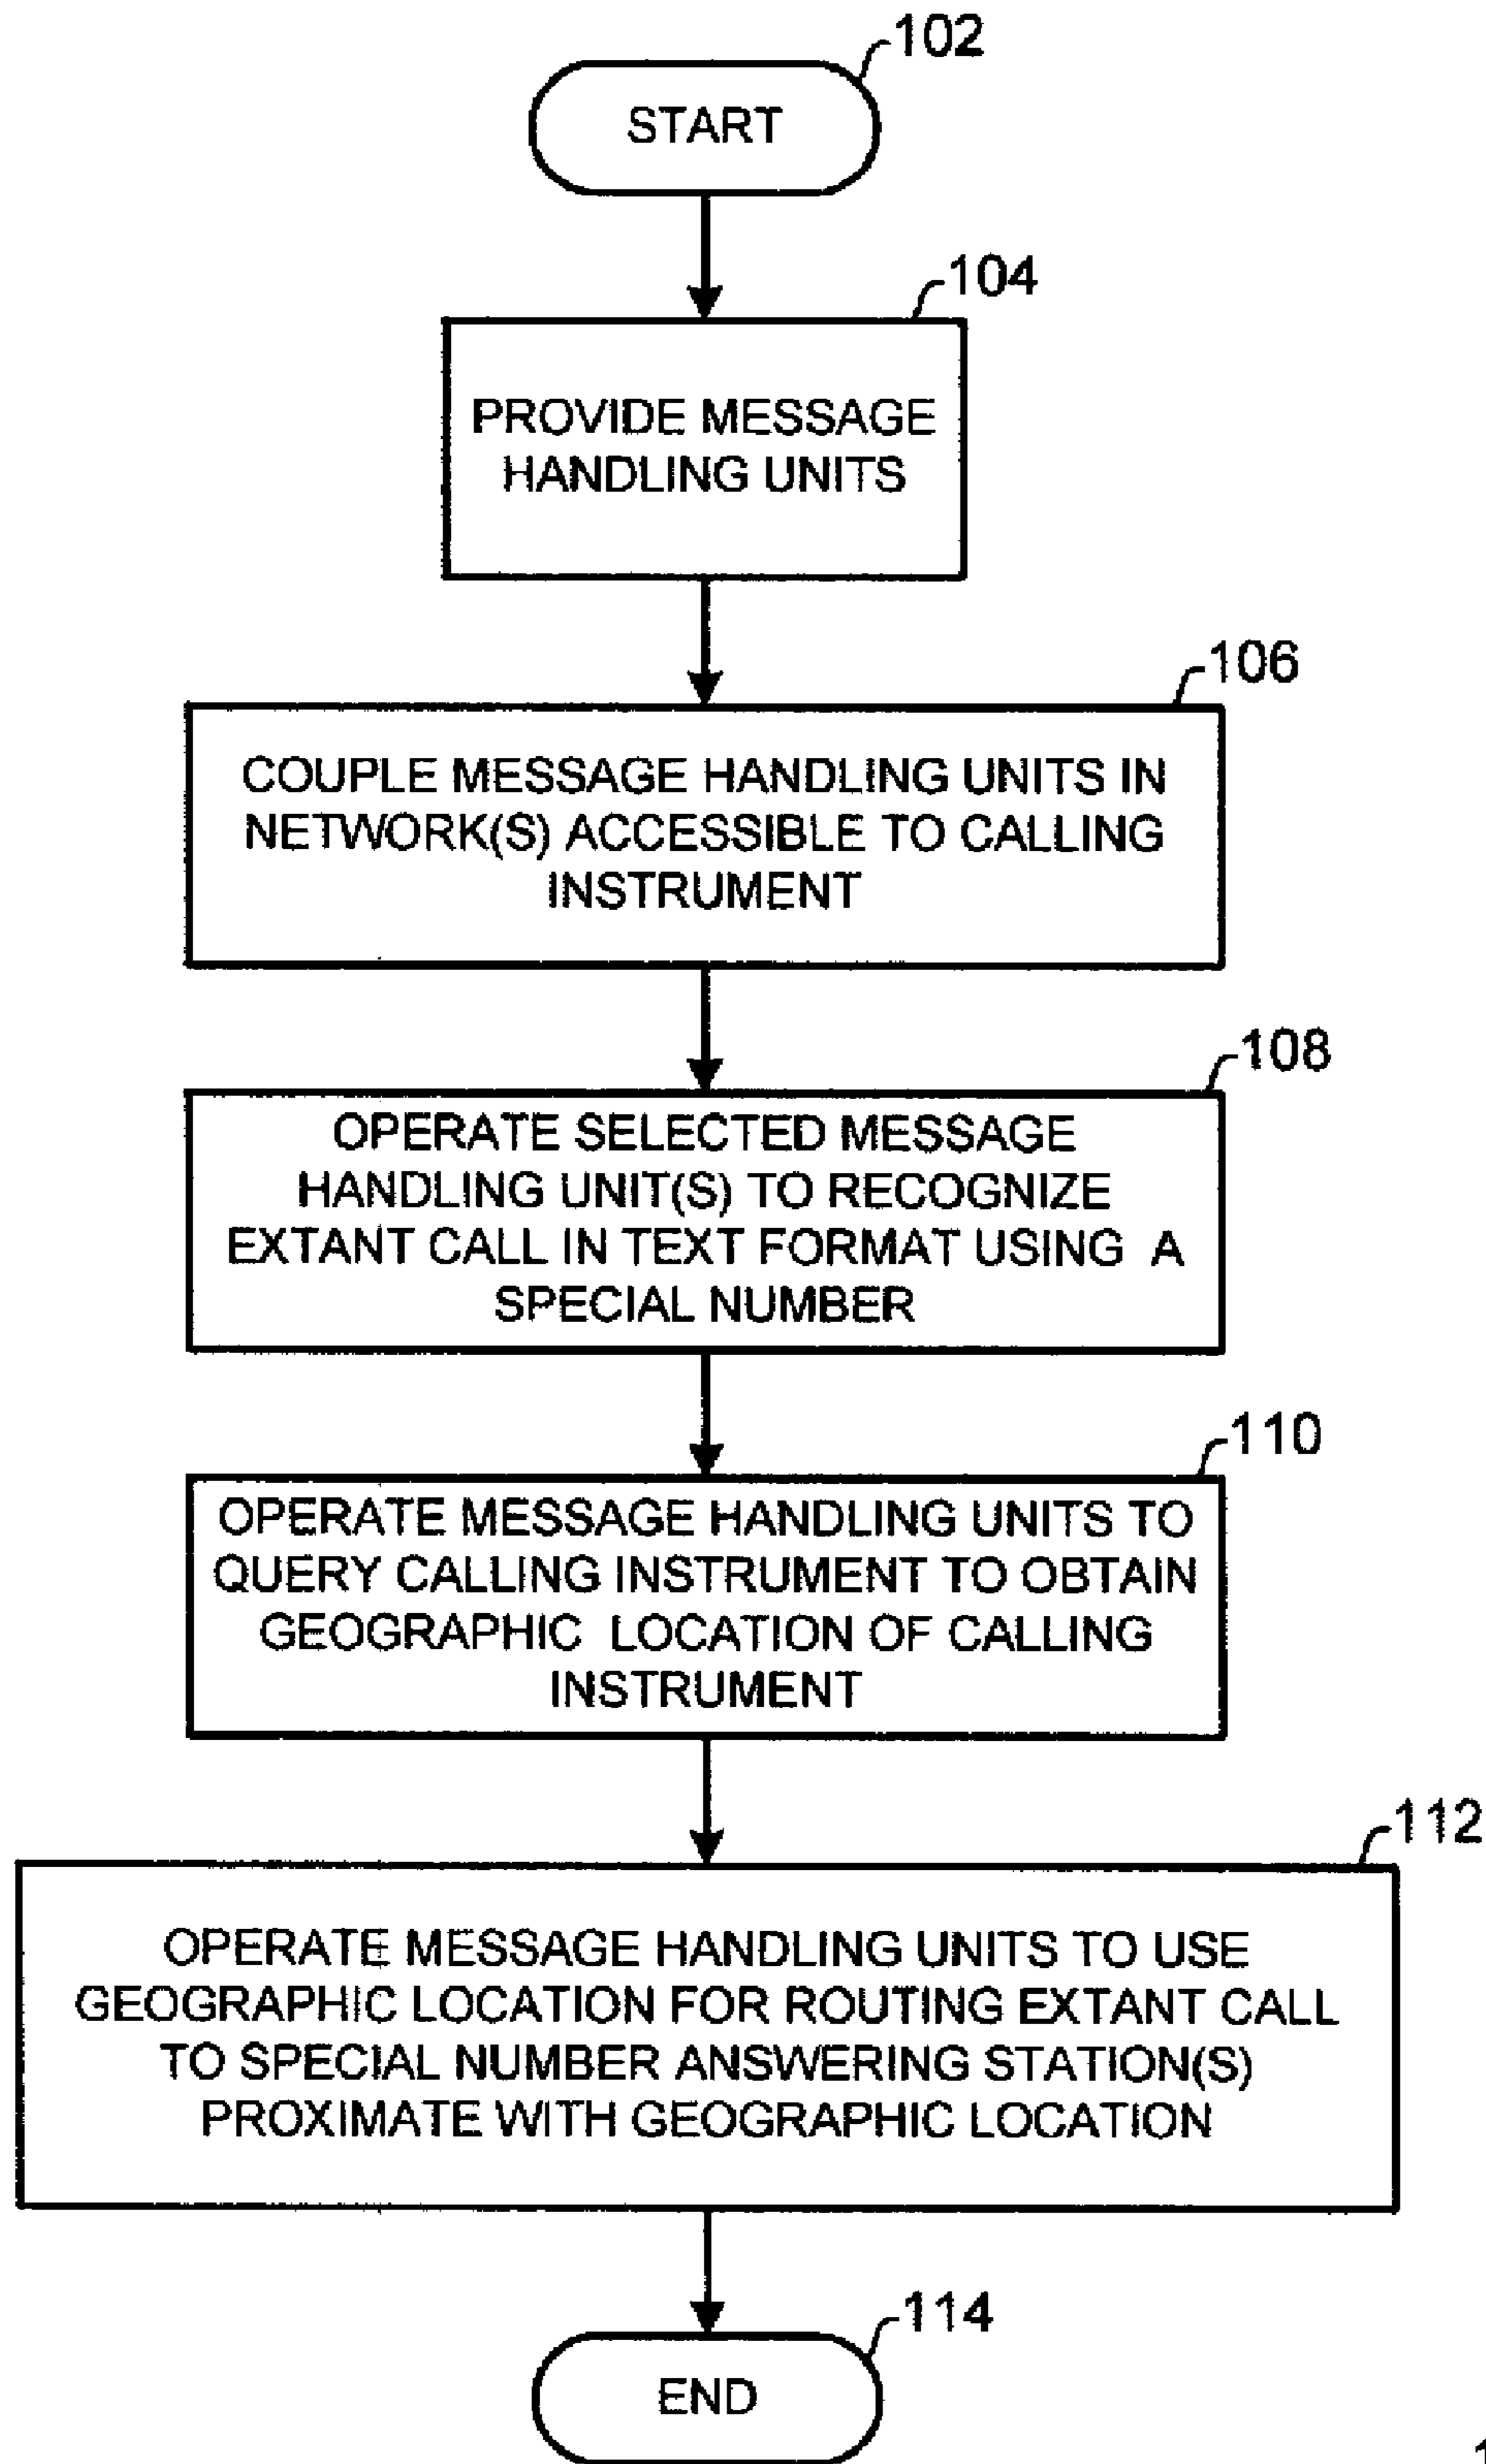 102
START
104
PROVIDE MESSAGE
HANDLING UNITS
106
COUPLE MESSAGE HANDLING UNITS IN
NETWORK(S) ACCESSIBLE TO CALLING
INSTRUMENT
108
OPERATE SELECTED MESSAGE
HANDLING UNIT(S) TO RECOGNIZE
EXTANT CALL IN TEXT FORMAT USING A
SPECIAL NUMBER
110
OPERATE MESSAGE HANDLING UNITS TO
QUERY CALLING INSTRUMENT TO OBTAIN
GEOGRAPHIC LOCATION OF CALLING
INSTRUMENT
112
OPERATE MESSAGE HANDLING UNITS TO USE
GEOGRAPHIC LOCATION FOR ROUTING EXTANT CALL
TO SPECIAL NUMBER ANSWERING STATION(S)
PROXIMATE WITH GEOGRAPHIC LOCATION
114
END